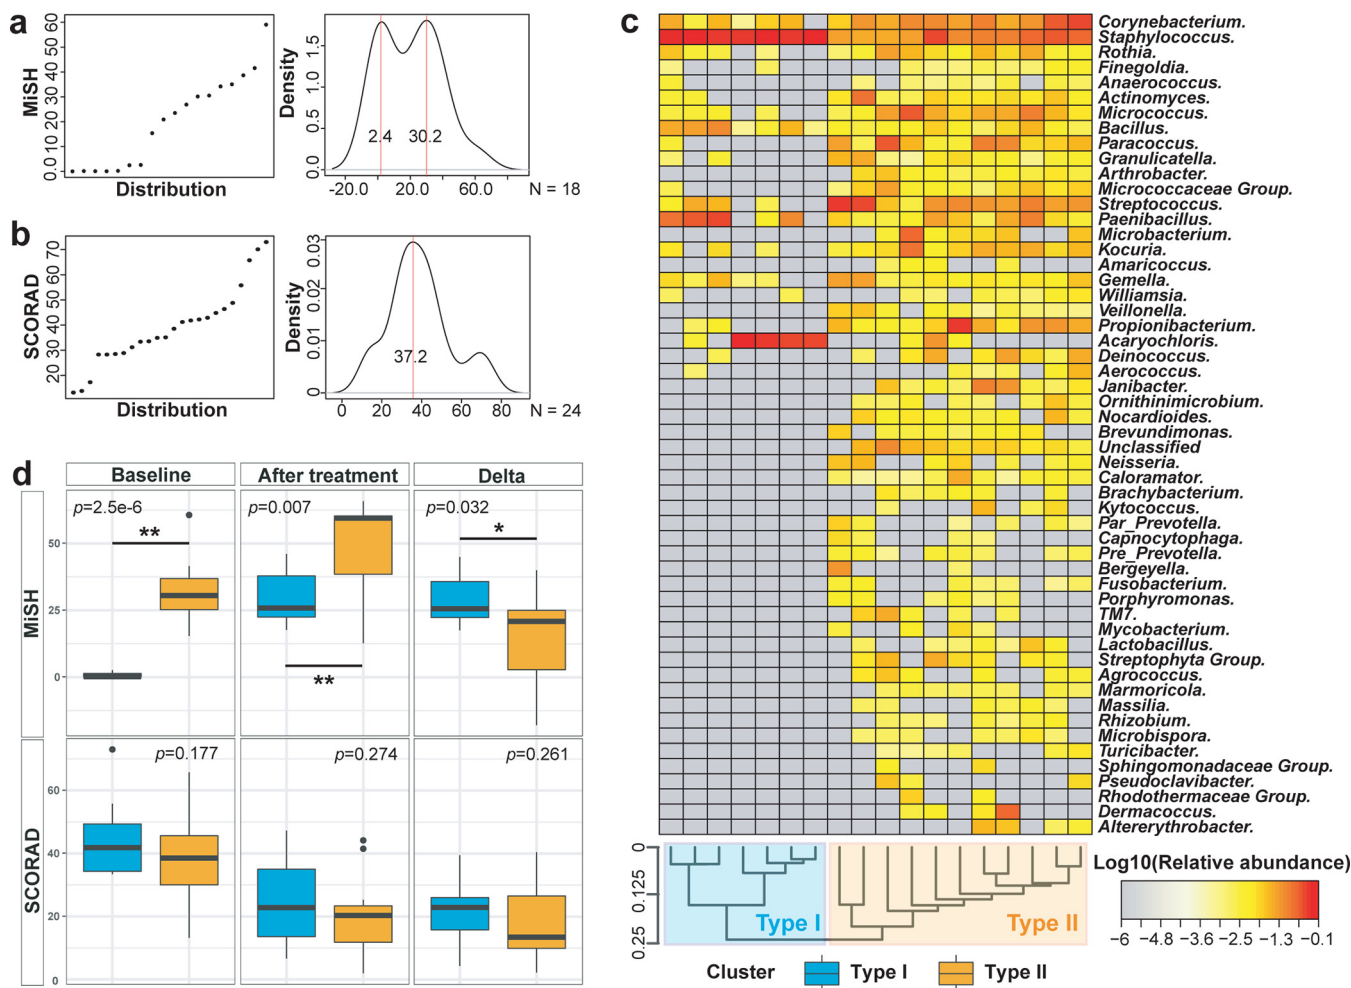 a
MiSH
60
50
40
30
20
10
0.0
Distribution
Density
1.5
1.0
0.5
0.0
2.4
30.2
-20.0
20.0
60.0
N = 18
b
SCORAD
70
60
50
40
30
20
Distribution
Density
0.03
0.02
0.01
0
37.2
0
20
40
60
80
N = 24
c
Corynebacterium.
Staphylococcus.
Rothia.
Finegoldia.
Anaerococcus.
Actinomyces.
Micrococcus.
Bacillus.
Paracoccus.
Granulicatella.
Arthrobacter.
Micrococcaceae Group.
Streptococcus.
Paenibacillus.
Microbacterium.
Kocuria.
Amaricoccus.
Gemella.
Williamsia.
Veillonella.
Propionibacterium.
Acaryochloris.
Deinococcus.
Aerococcus.
Janibacter.
Ornithinimicrobium.
Nocardioides.
Brevundimonas.
Unclassified
Neisseria.
Caloramator.
Brachybacterium.
Kytococcus.
Par_Prevotella.
Capnocytophaga.
Pre_Prevotella.
Bergeyella.
Fusobacterium.
Porphyromonas.
TM7.
Mycobacterium.
Lactobacillus.
Streptophyta Group.
Agrococcus.
Marmoricola.
Massilia.
Rhizobium.
Microbispora.
Turicibacter.
Sphingomonadaceae Group.
Pseudoclavibacter.
Rhodothermaceae Group.
Dermacoccus.
Altererythrobacter.
0
0.125
0.25
Type I
Type II
Log10(Relative abundance)
−6 −4.8 −3.6 −2.5 −1.3 −0.1
Cluster Type I Type II
d
Baseline
After treatment
Delta
MiSH
50
25
0
p=2.5e-6
**
p=0.007
**
p=0.032
*
SCORAD
60
40
20
0
p=0.177
p=0.274
p=0.261